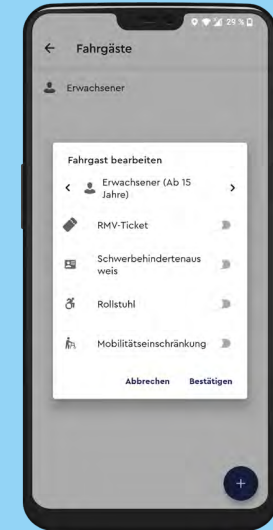 29 %
Fahrgäste
Erwachsener
Fahrgast bearbeiten
Erwachsener (Ab 15
Jahre)
RMV-Ticket
Schwerbehindertenaus
weis
Rollstuhl
Mobilitätseinschränkung
Abbrechen Bestätigen